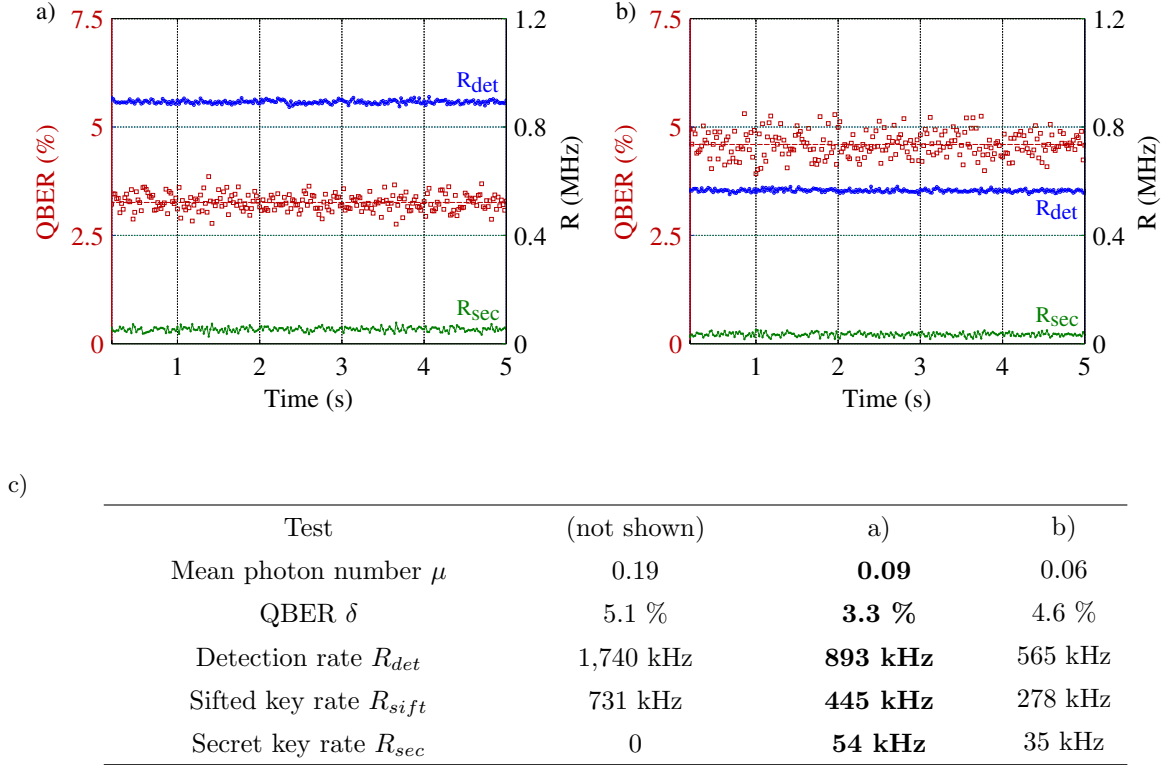 a)
7.5
5
2.5
0
QBER (%)
1.2
0.8
0.4
0
R (MHz)
R_det
R_sec
1 2 3 4 5
Time (s)
b)
7.5
5
2.5
0
QBER (%)
1.2
0.8
0.4
0
R (MHz)
R_det
R_sec
1 2 3 4 5
Time (s)
c)
Test (not shown) a) b)
Mean photon number μ 0.19 0.09 0.06
QBER δ 5.1 % 3.3 % 4.6 %
Detection rate R_det 1,740 kHz 893 kHz 565 kHz
Sifted key rate R_sift 731 kHz 445 kHz 278 kHz
Secret key rate R_sec 0 54 kHz 35 kHz